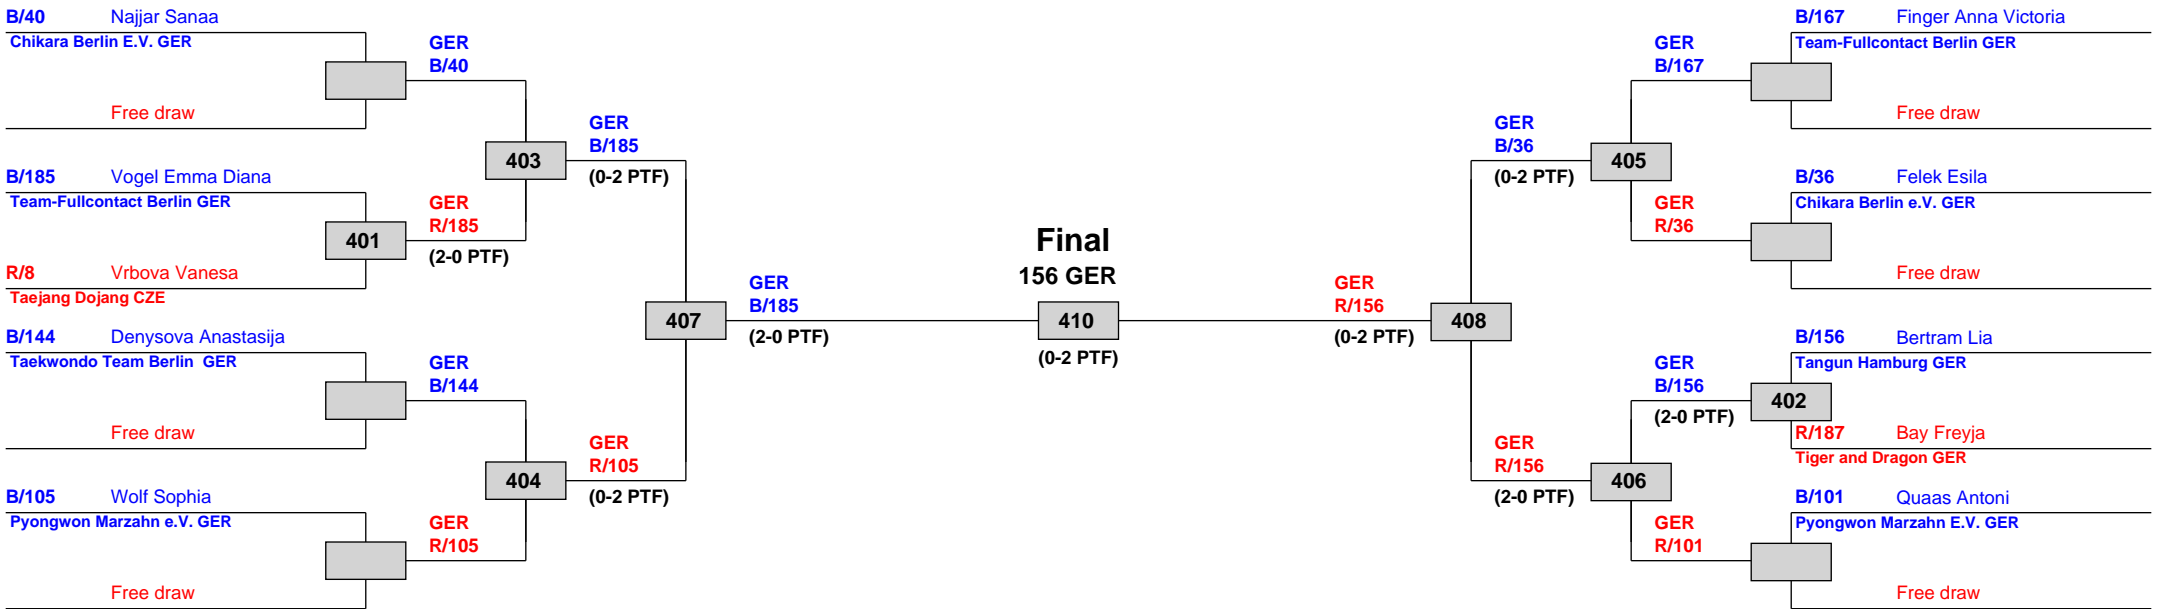 B/40 Najjar Sanaa
Chikara Berlin E.V. GER
Free draw
B/185 Vogel Emma Diana
Team-Fullcontact Berlin GER
R/8 Vrbova Vanesa
Taejang Dojang CZE
B/144 Denysova Anastasija
Taekwondo Team Berlin GER
Free draw
B/105 Wolf Sophia
Pyongwon Marzahn e.V. GER
Free draw
401
GER
B/40
GER
R/185
(2-0 PTF)
GER
B/144
GER
R/105
403
404
GER
B/185
(0-2 PTF)
GER
R/105
(0-2 PTF)
407
GER
B/185
(2-0 PTF)
Final
156 GER
410
(0-2 PTF)
GER
R/156
(0-2 PTF)
408
GER
B/36
(0-2 PTF)
GER
R/156
(2-0 PTF)
405
406
GER
B/167
GER
R/36
GER
B/156
(2-0 PTF)
GER
R/101
402
B/167 Finger Anna Victoria
Team-Fullcontact Berlin GER
Free draw
B/36 Felek Esila
Chikara Berlin e.V. GER
Free draw
B/156 Bertram Lia
Tangun Hamburg GER
R/187 Bay Freyja
Tiger and Dragon GER
B/101 Quaas Antoni
Pyongwon Marzahn E.V. GER
Free draw